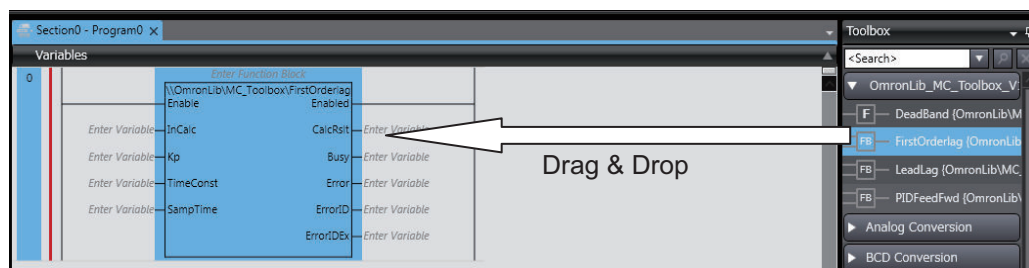 Section0 - Program0
Variables
0
Enter Function Block
\\OmronLib\MC_Toolbox\FirstOrderlag
Enable Enabled
Enter Variable InCalc CalcRslt Enter Variable
Enter Variable Kp Busy Enter Variable
Enter Variable TimeConst Error Enter Variable
Enter Variable SampTime ErrorID Enter Variable
ErrorIDEx Enter Variable
Drag & Drop
Toolbox
<Search>
OmronLib_MC_Toolbox_V
F DeadBand {OmronLib\M
FB FirstOrderlag {OmronLib
FB LeadLag {OmronLib\MC_
FB PIDFeedFwd {OmronLib\
Analog Conversion
BCD Conversion